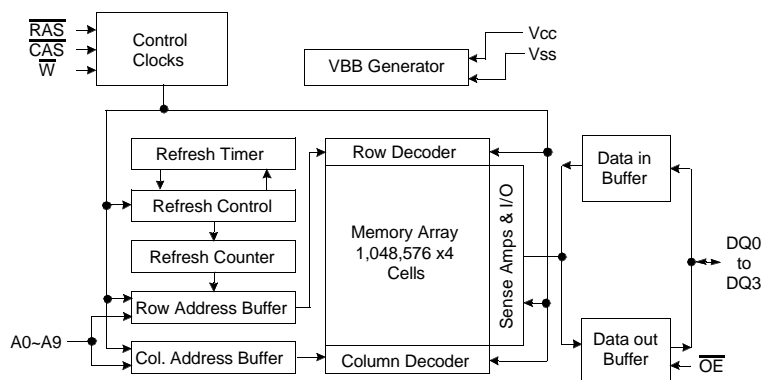 RAS
CAS
W
Control
Clocks
VBB Generator
Vcc
Vss
Refresh Timer
Refresh Control
Refresh Counter
Row Address Buffer
Col. Address Buffer
A0~A9
Row Decoder
Memory Array
1,048,576 x4
Cells
Column Decoder
Sense Amps & I/O
Data in
Buffer
Data out
Buffer
DQ0
to
DQ3
OE